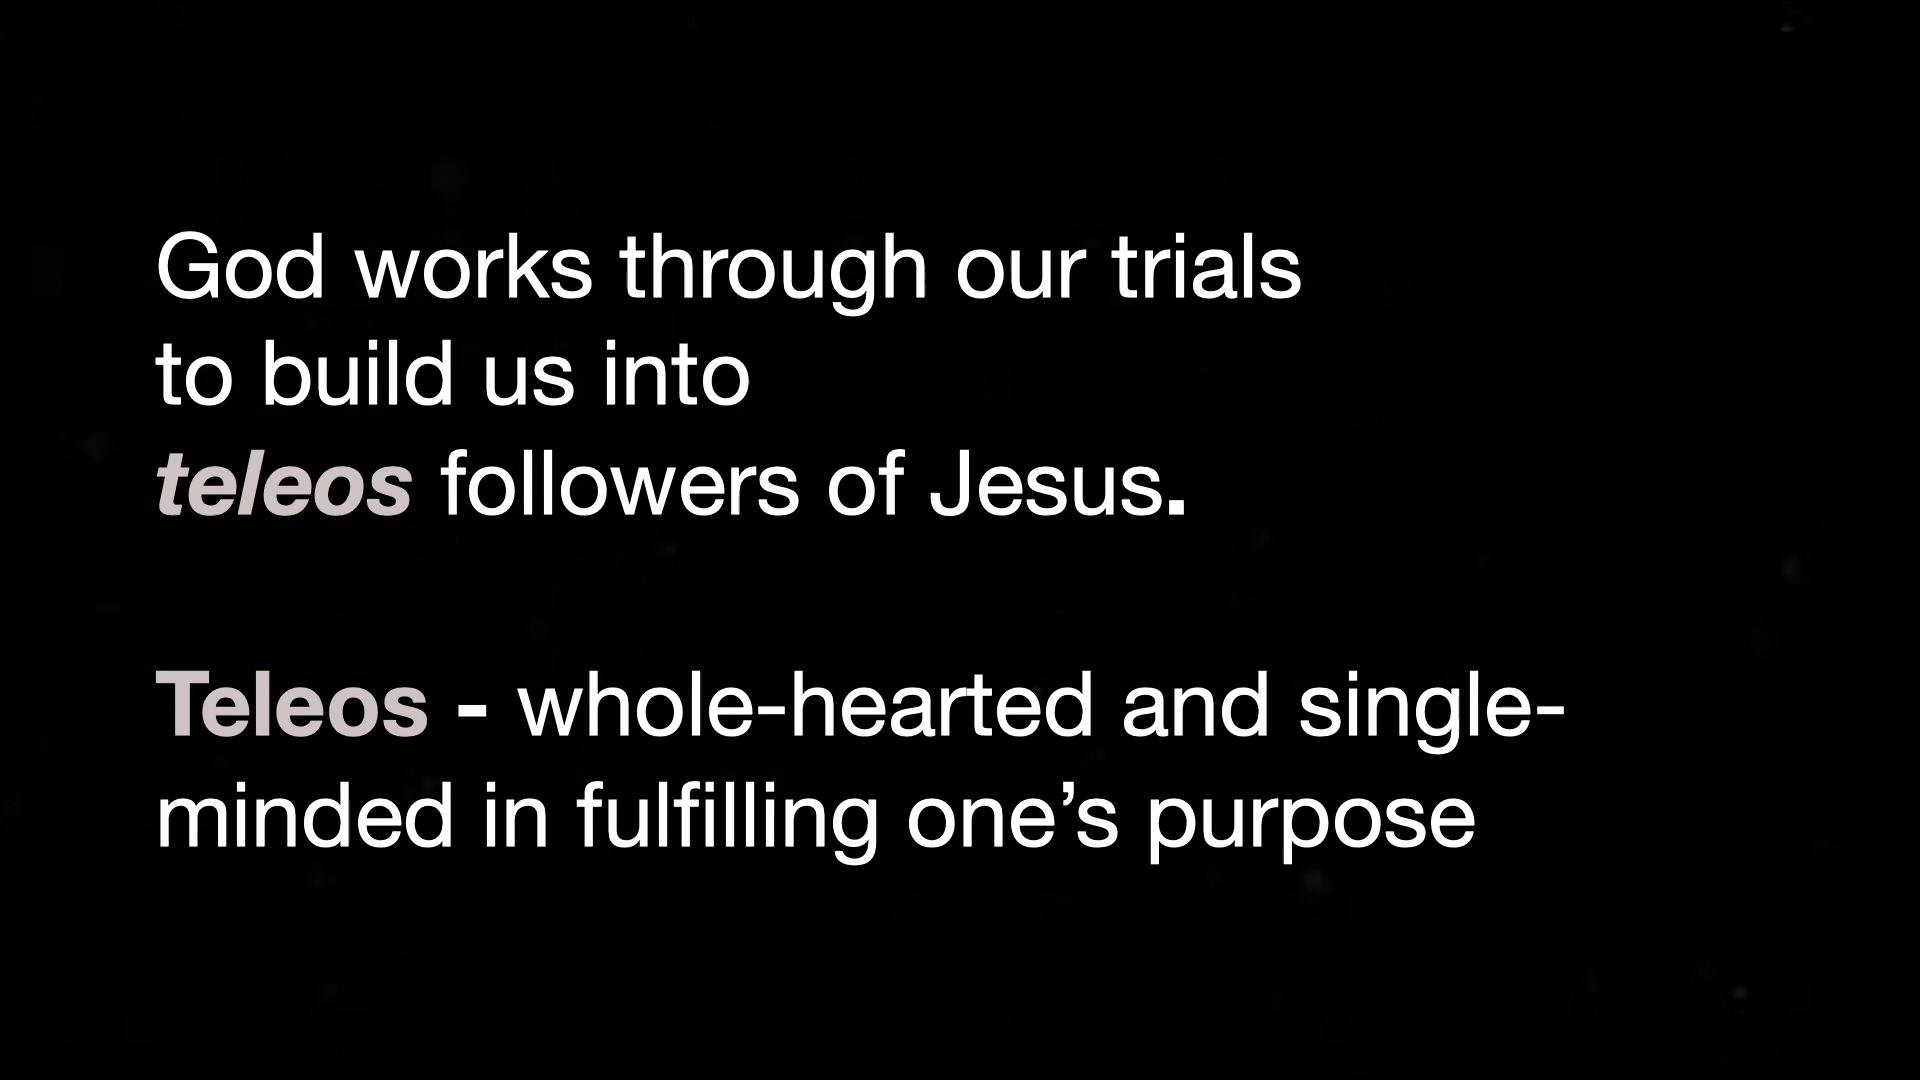 God works through our trials
to build us into
teleos followers of Jesus.
Teleos - whole-hearted and single-
minded in fulfilling one’s purpose